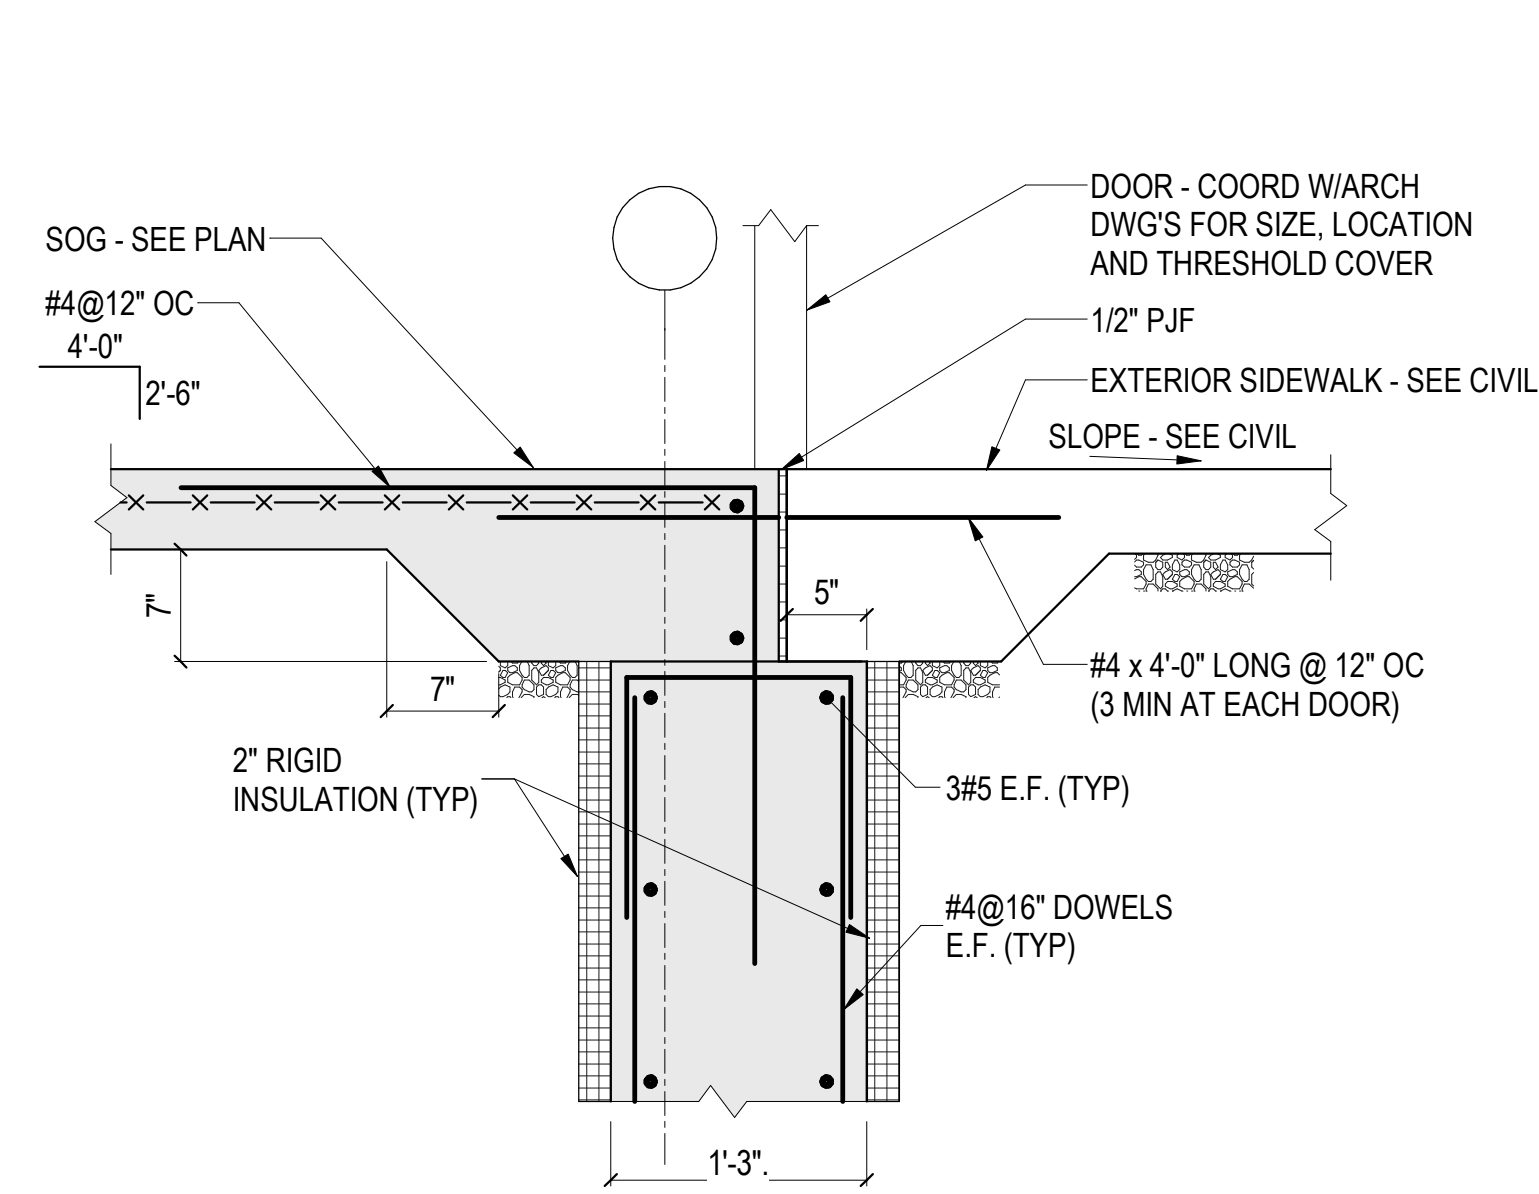 DOOR - COORD W/ARCH
DWG'S FOR SIZE, LOCATION
AND THRESHOLD COVER
SOG - SEE PLAN
#4@12" OC
4'-0"
2'-6"
1/2" PJF
EXTERIOR SIDEWALK - SEE CIVIL
SLOPE - SEE CIVIL
7"
5"
7"
#4 x 4'-0" LONG @ 12" OC
(3 MIN AT EACH DOOR)
2" RIGID
INSULATION (TYP)
3#5 E.F. (TYP)
#4@16" DOWELS
E.F. (TYP)
1'-3".